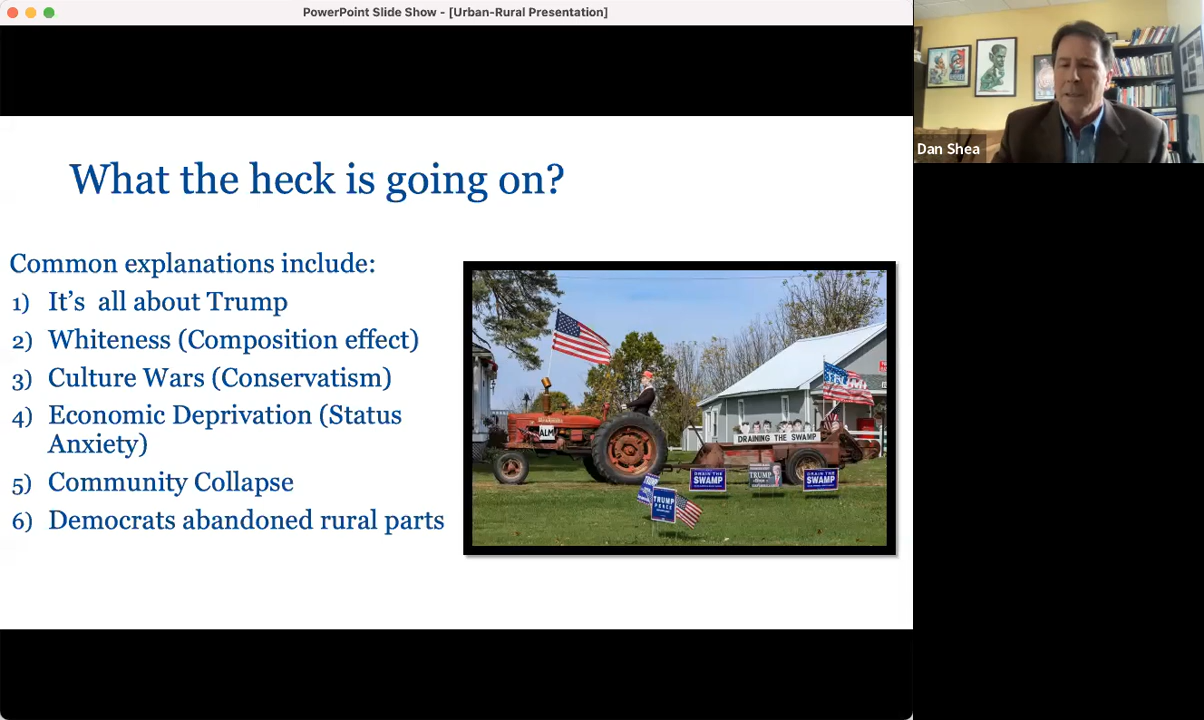 PowerPoint Slide Show - [Urban-Rural Presentation]
Dan Shea
What the heck is going on?
Common explanations include:
1) It’s  all about Trump
2) Whiteness (Composition effect)
3) Culture Wars (Conservatism)
4) Economic Deprivation (Status
Anxiety)
5) Community Collapse
6) Democrats abandoned rural parts
TRUMP
ALM
DRAINING THE SWAMP
DRAIN THE
SWAMP
TRUMP
DRAIN THE
SWAMP
TRUMP
PENCE